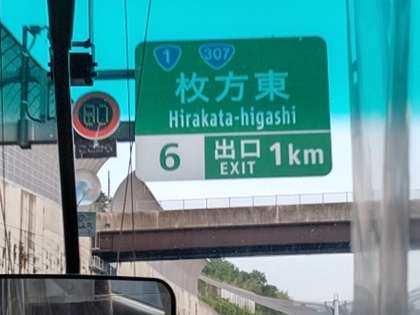 1 307
枚方東
Hirakata-higashi
6 出口 1km
EXIT
80